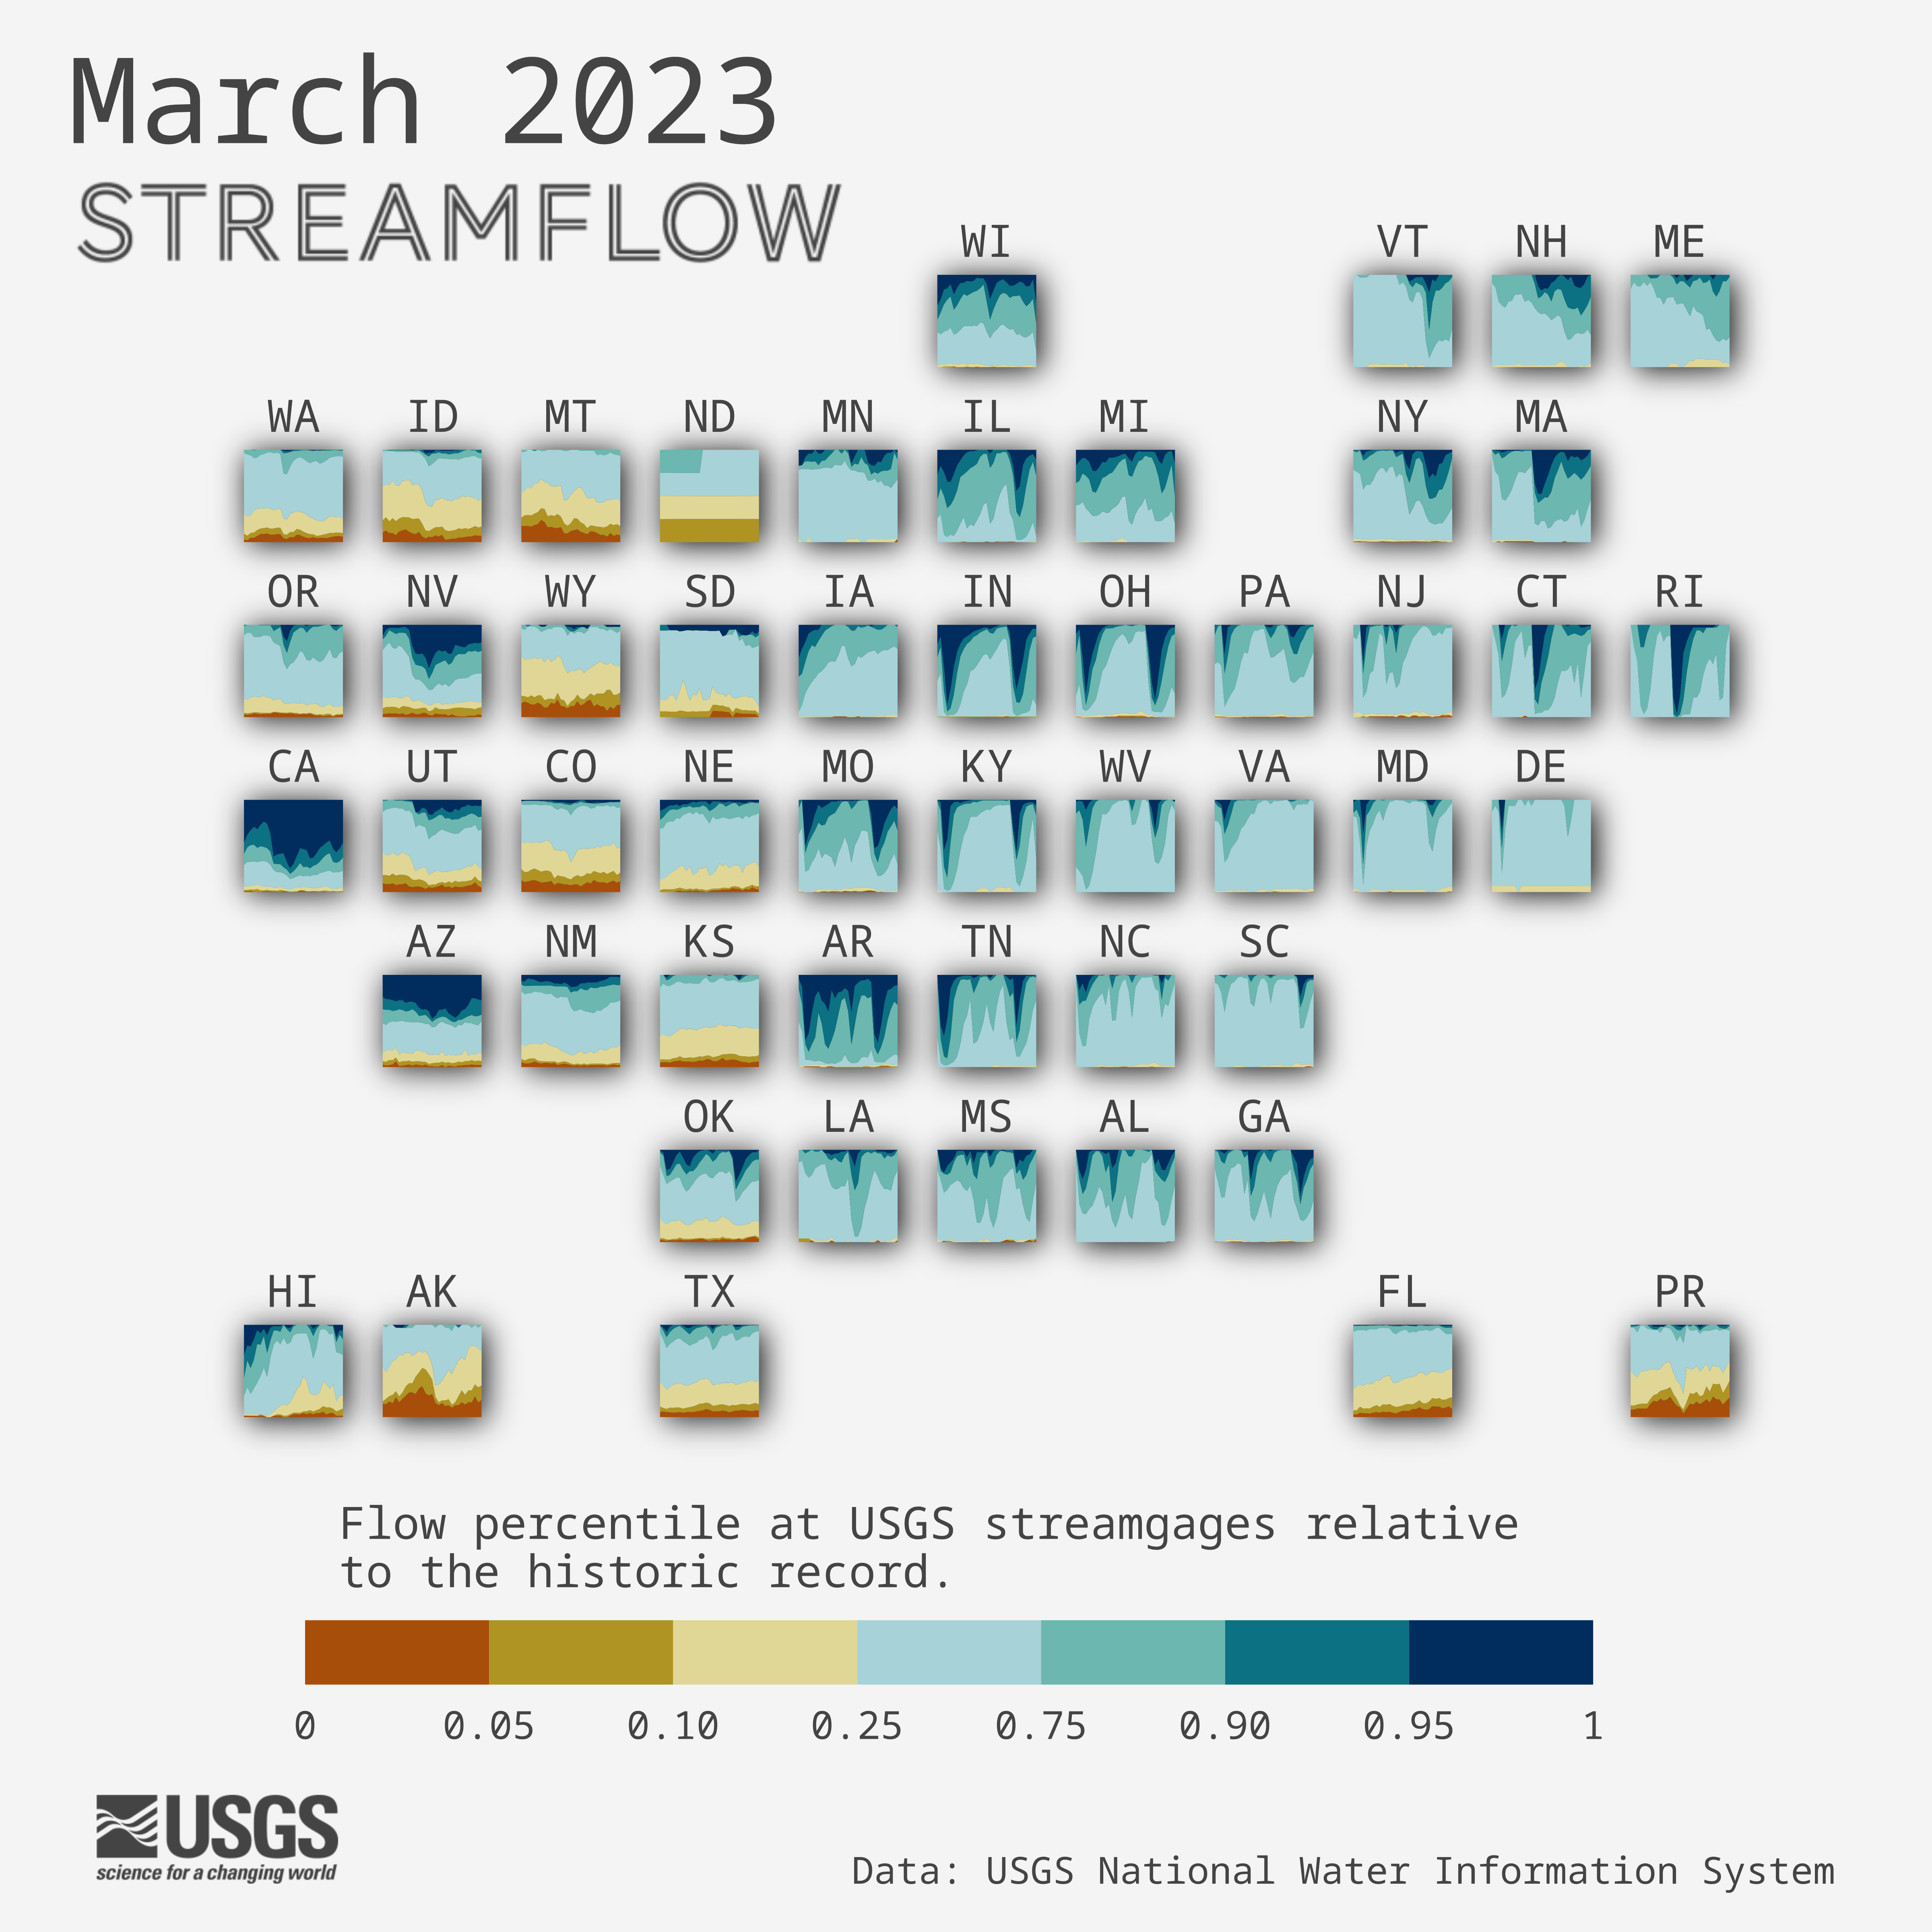 March 2023
STREAMFLOW
WI VT NH ME
WA ID MT ND MN IL MI NY MA
OR NV WY SD IA IN OH PA NJ CT RI
CA UT CO NE MO KY WV VA MD DE
AZ NM KS AR TN NC SC
OK LA MS AL GA
HI AK TX FL PR
Flow percentile at USGS streamgages relative
to the historic record.
0 0.05 0.10 0.25 0.75 0.90 0.95 1
USGS
science for a changing world
Data: USGS National Water Information System